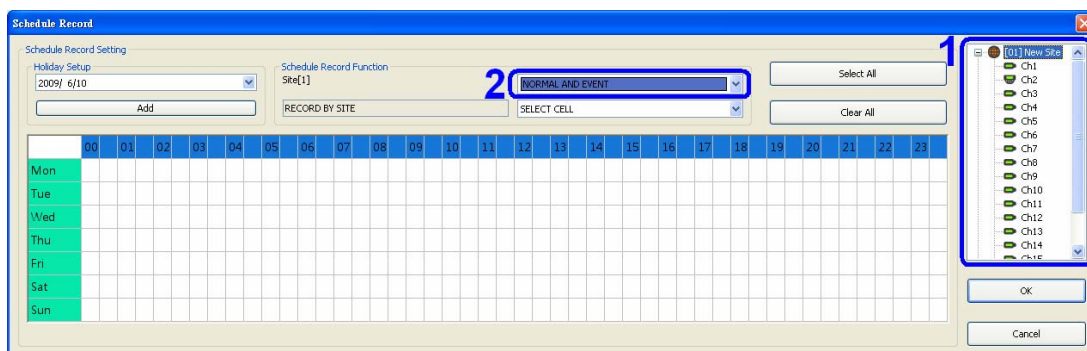 Schedule Record
Schedule Record Setting
Holiday Setup
2009/ 6/10
Add
Schedule Record Function
Site[1]
RECORD BY SITE
2
NORMAL AND EVENT
SELECT CELL
Select All
Clear All
00 01 02 03 04 05 06 07 08 09 10 11 12 13 14 15 16 17 18 19 20 21 22 23
Mon
Tue
Wed
Thu
Fri
Sat
Sun
1
[01] New Site
Ch1
Ch2
Ch3
Ch4
Ch5
Ch6
Ch7
Ch8
Ch9
Ch10
Ch11
Ch12
Ch13
Ch14
Ch15
OK
Cancel